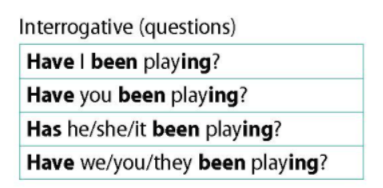 Interrogative (questions)
Have I been playing?
Have you been playing?
Has he/she/it been playing?
Have we/you/they been playing?